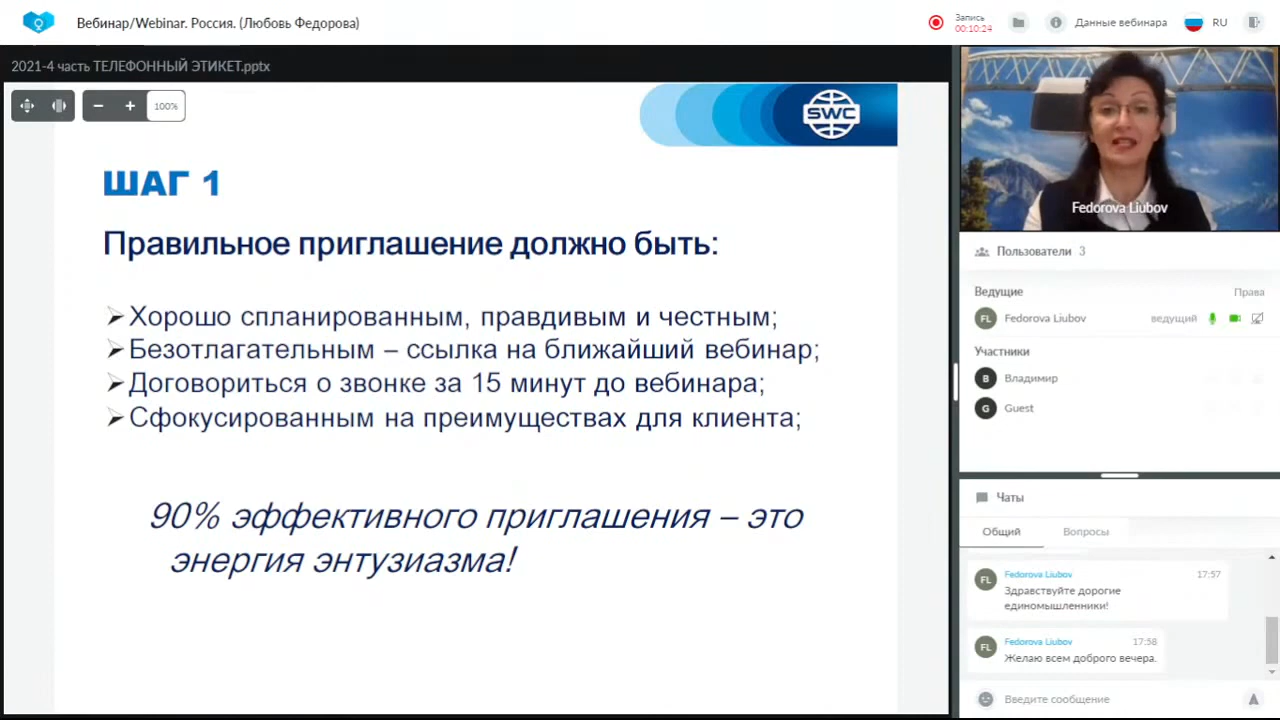 Вебинар/Webinar. Россия. (Любовь Федорова)
Запись
00:10:24
Данные вебинара
RU
2021-4 часть ТЕЛЕФОННЫЙ ЭТИКЕТ.pptx
100%
SWC
ШАГ 1
Правильное приглашение должно быть:
Хорошо спланированным, правдивым и честным;
Безотлагательным – ссылка на ближайший вебинар;
Договориться о звонке за 15 минут до вебинара;
Сфокусированным на преимуществах для клиента;
90% эффективного приглашения – это
энергия энтузиазма!
Fedorova Liubov
Пользователи 3
Ведущие Права
FL Fedorova Liubov ведущий
Участники
В Владимир
G Guest
Чаты
Общий Вопросы
FL Fedorova Liubov 17:57
Здравствуйте дорогие
единомышленники!
FL Fedorova Liubov 17:58
Желаю всем доброго вечера.
Введите сообщение